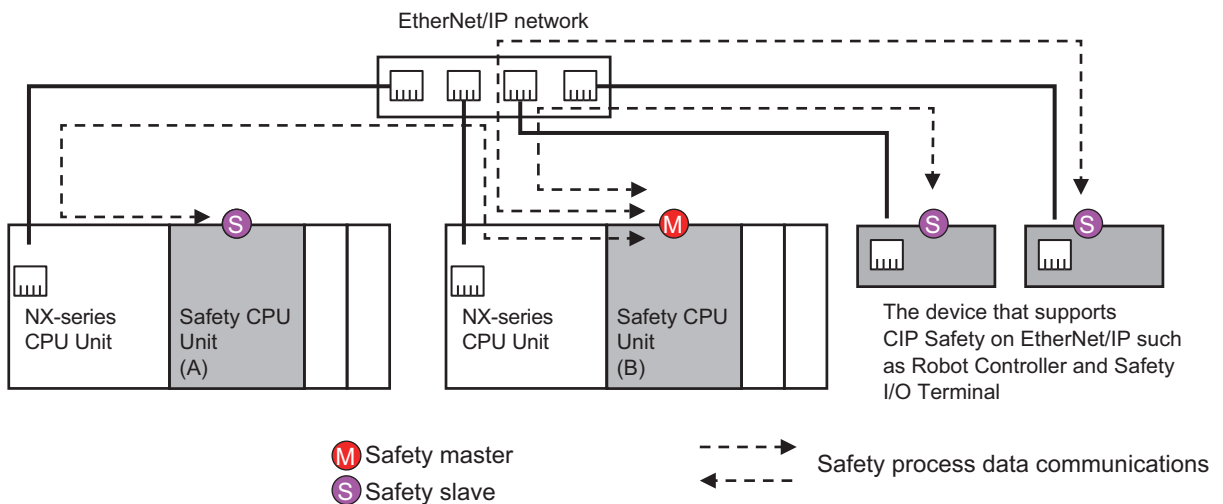 EtherNet/IP network
S
M
S
S
NX-series
CPU Unit
Safety CPU
Unit
(A)
NX-series
CPU Unit
Safety CPU
Unit
(B)
The device that supports
CIP Safety on EtherNet/IP such
as Robot Controller and Safety
I/O Terminal
M Safety master
S Safety slave
Safety process data communications